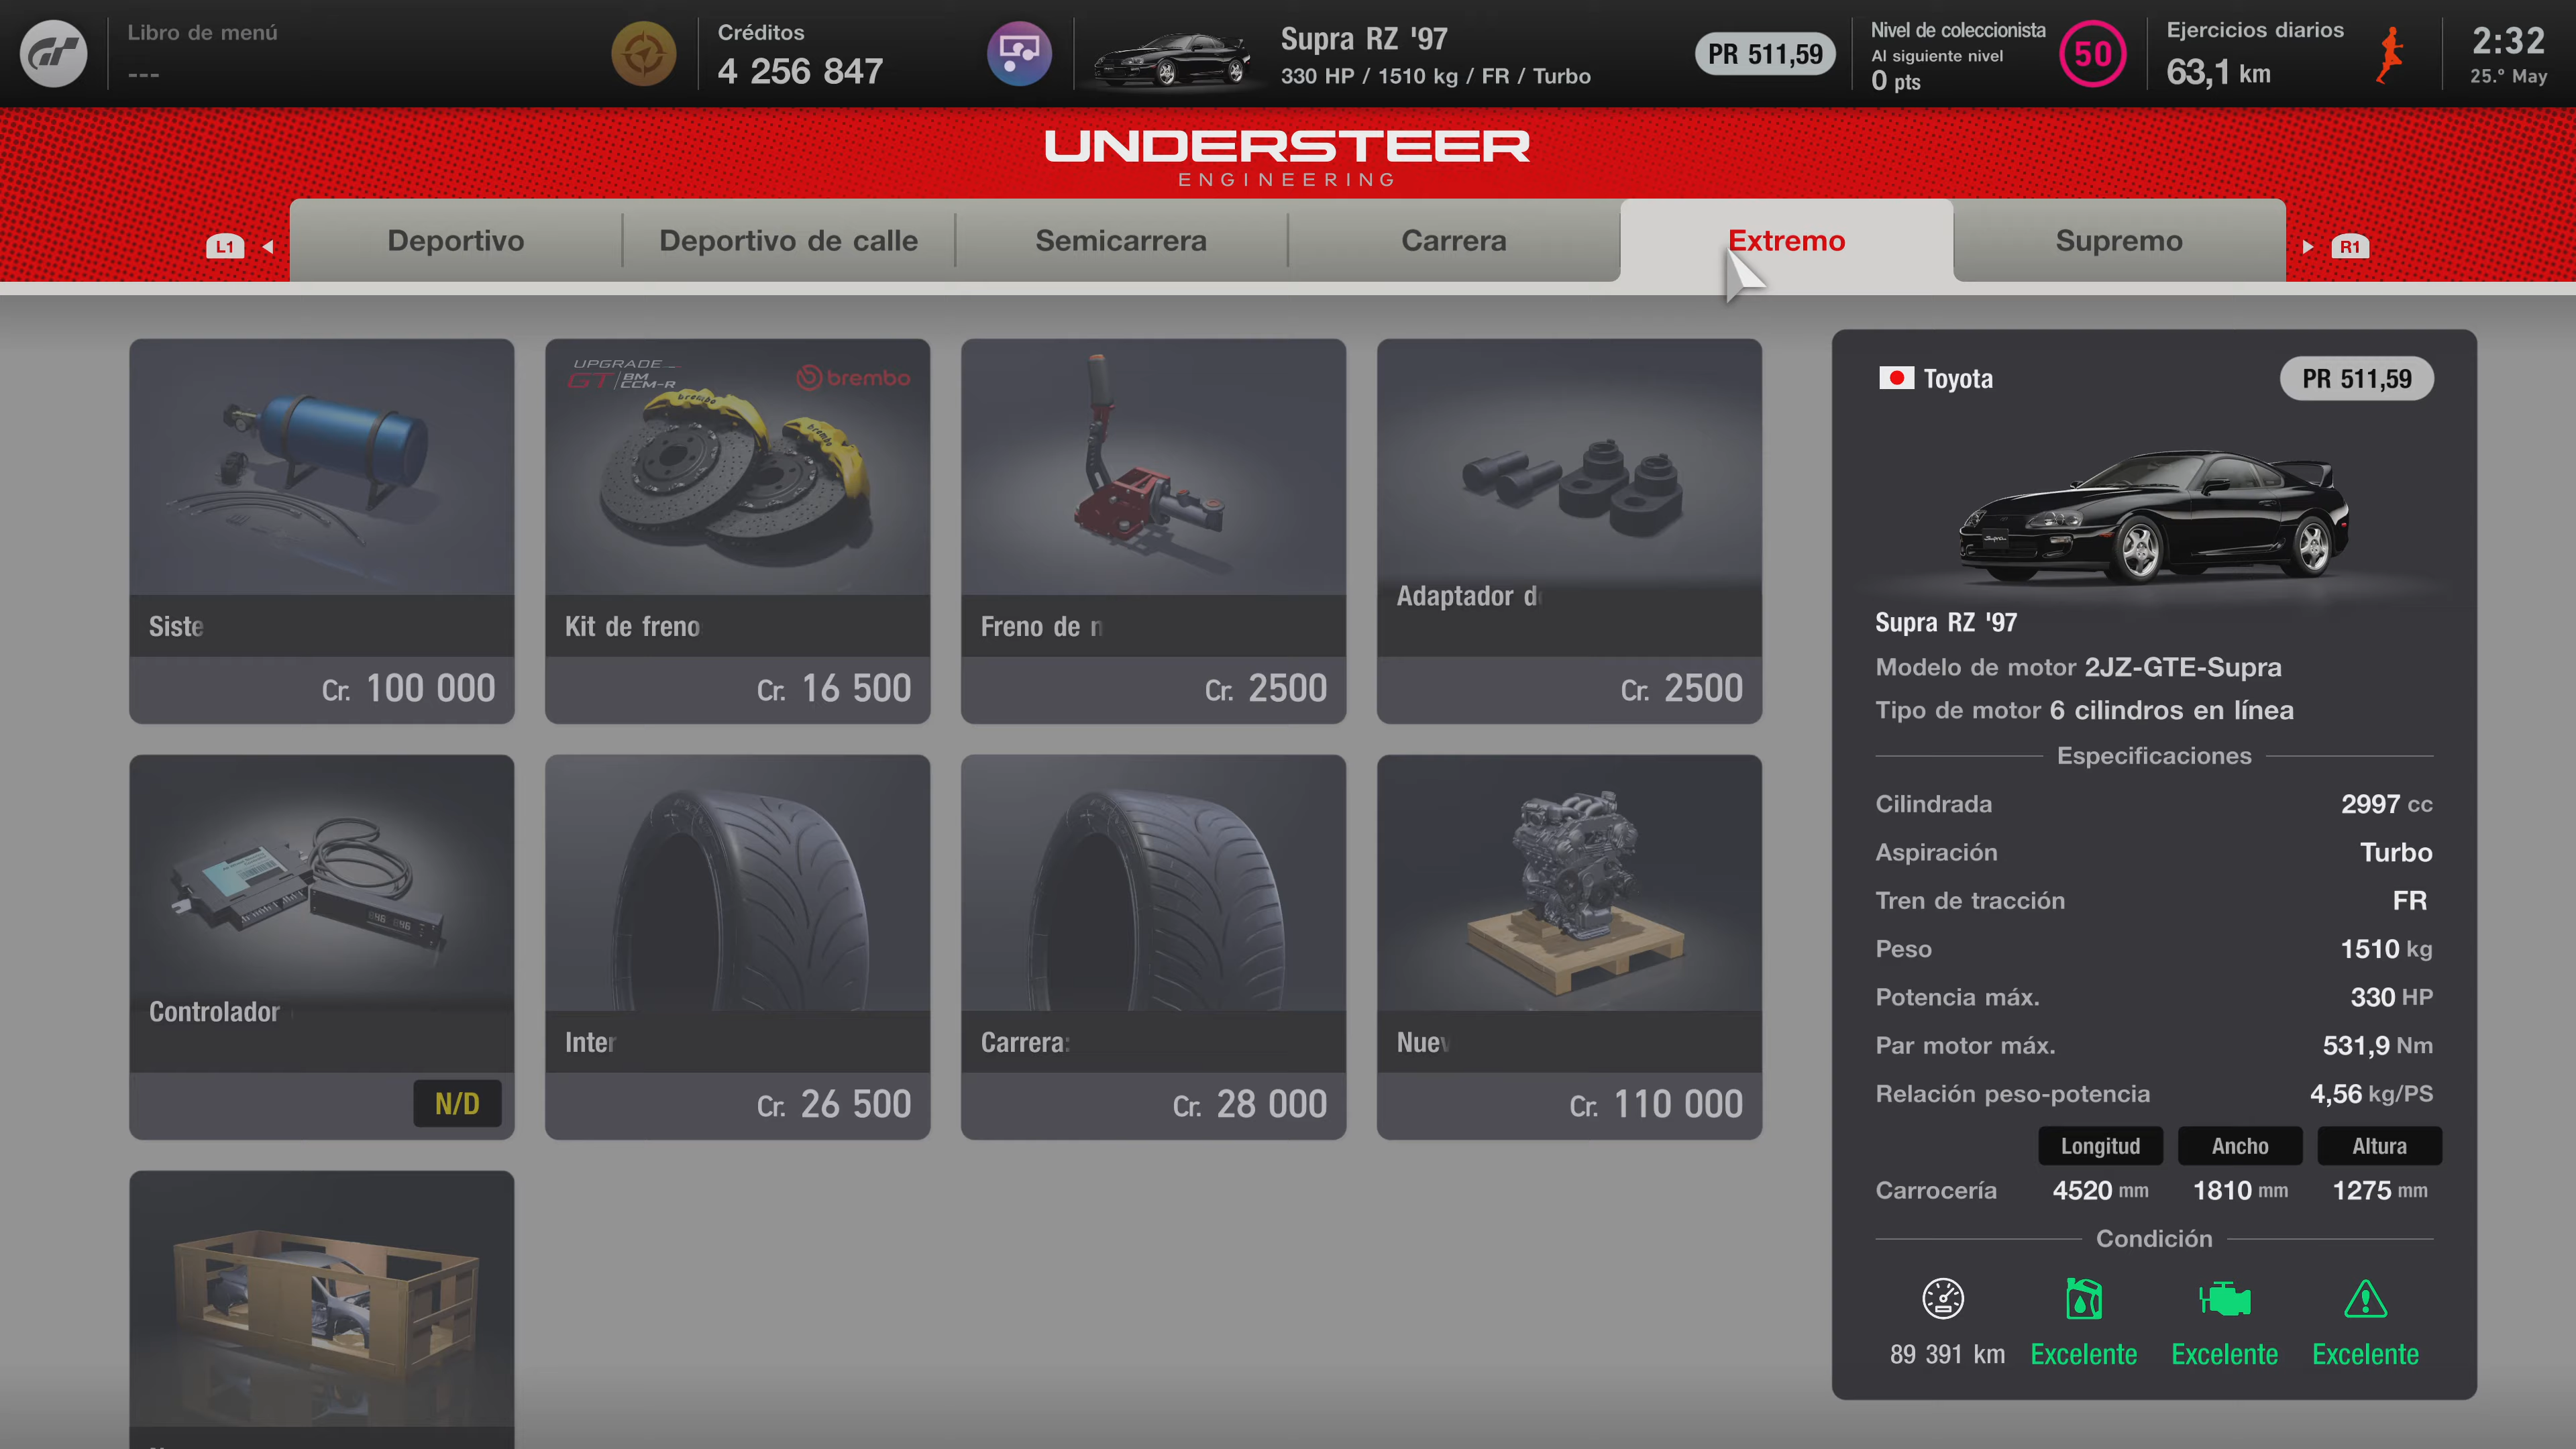 Libro de menú
---
Créditos
4 256 847
Supra RZ '97
330 HP / 1510 kg / FR / Turbo
PR 511,59
Nivel de coleccionista
Al siguiente nivel
0 pts
50
Ejercicios diarios
63,1 km
2:32
25.° May
UNDERSTEER
ENGINEERING
L1
Deportivo
Deportivo de calle
Semicarrera
Carrera
Extremo
Supremo
R1
Siste
Cr. 100 000
UPGRADE
GT/BM CCM-R
brembo
brembo
brembo
Kit de freno
Cr. 16 500
Freno de
Cr. 2500
Adaptador d
Cr. 2500
Controlador
N/D
Inter
Cr. 26 500
Carrera:
Cr. 28 000
Nuev
Cr. 110 000
Toyota
PR 511,59
Supra RZ '97
Modelo de motor 2JZ-GTE-Supra
Tipo de motor 6 cilindros en línea
Especificaciones
Cilindrada 2997 cc
Aspiración Turbo
Tren de tracción FR
Peso 1510 kg
Potencia máx. 330 HP
Par motor máx. 531,9 Nm
Relación peso-potencia 4,56 kg/PS
Longitud Ancho Altura
Carrocería 4520 mm 1810 mm 1275 mm
Condición
89 391 km Excelente Excelente Excelente